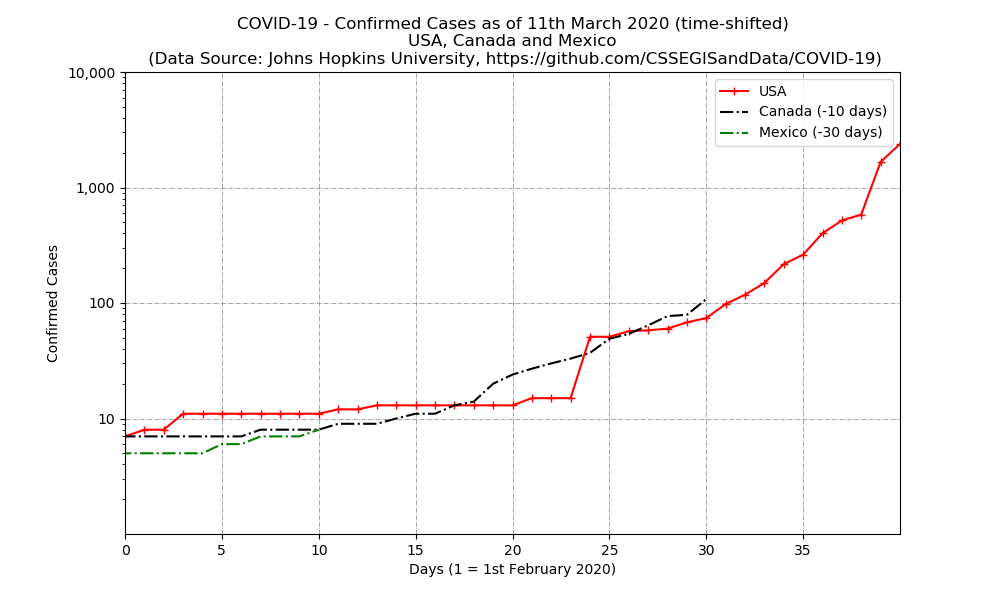 COVID-19 - Confirmed Cases as of 11th March 2020 (time-shifted)
USA, Canada and Mexico
(Data Source: Johns Hopkins University, https://github.com/CSSEGISandData/COVID-19)
10,000
1,000
100
10
Confirmed Cases
USA
Canada (-10 days)
Mexico (-30 days)
0 5 10 15 20 25 30 35
Days (1 = 1st February 2020)